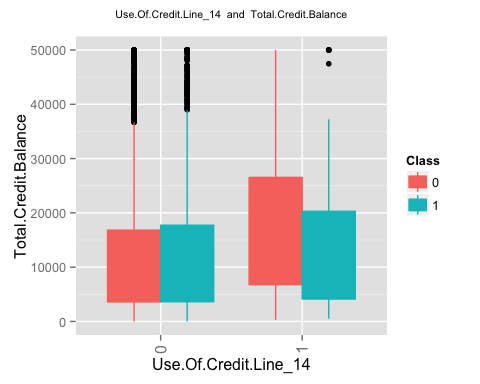 Use.Of.Credit.Line_14 and Total.Credit.Balance
50000
40000
30000
20000
10000
0
Total.Credit.Balance
0
1
Use.Of.Credit.Line_14
Class
0
1